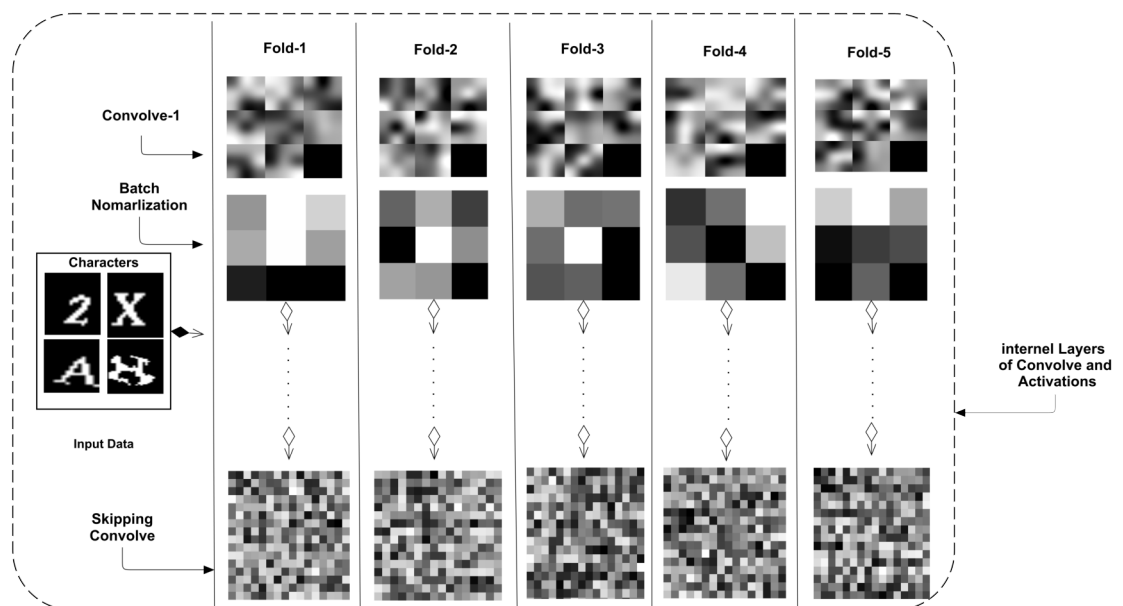 Fold-1
Fold-2
Fold-3
Fold-4
Fold-5
Convolve-1
Batch
Nomarlization
Characters
2 X
A
Input Data
Skipping
Convolve
internel Layers
of Convolve and
Activations